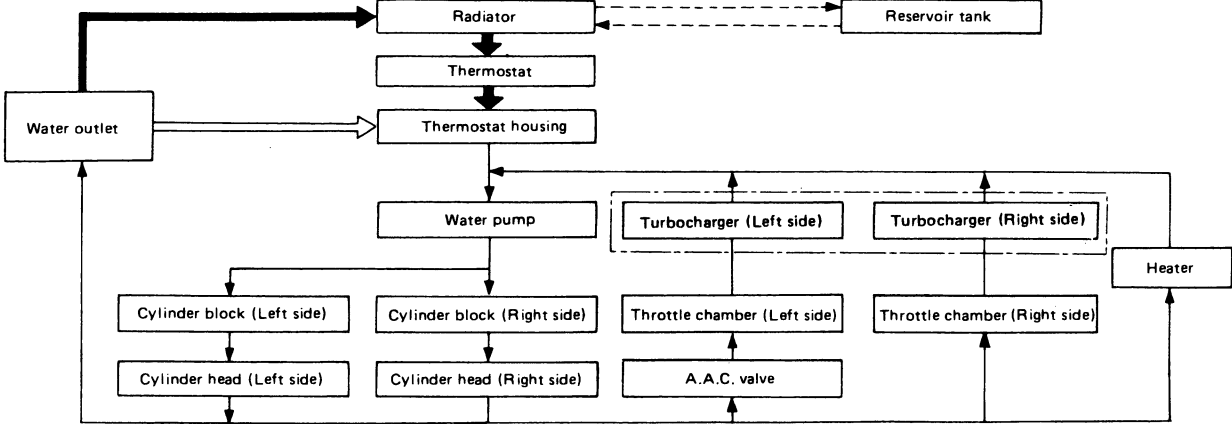 Radiator
Reservoir tank
Thermostat
Water outlet
Thermostat housing
Water pump
Turbocharger (Left side)
Turbocharger (Right side)
Heater
Cylinder block (Left side)
Cylinder block (Right side)
Throttle chamber (Left side)
Throttle chamber (Right side)
Cylinder head (Left side)
Cylinder head (Right side)
A.A.C. valve